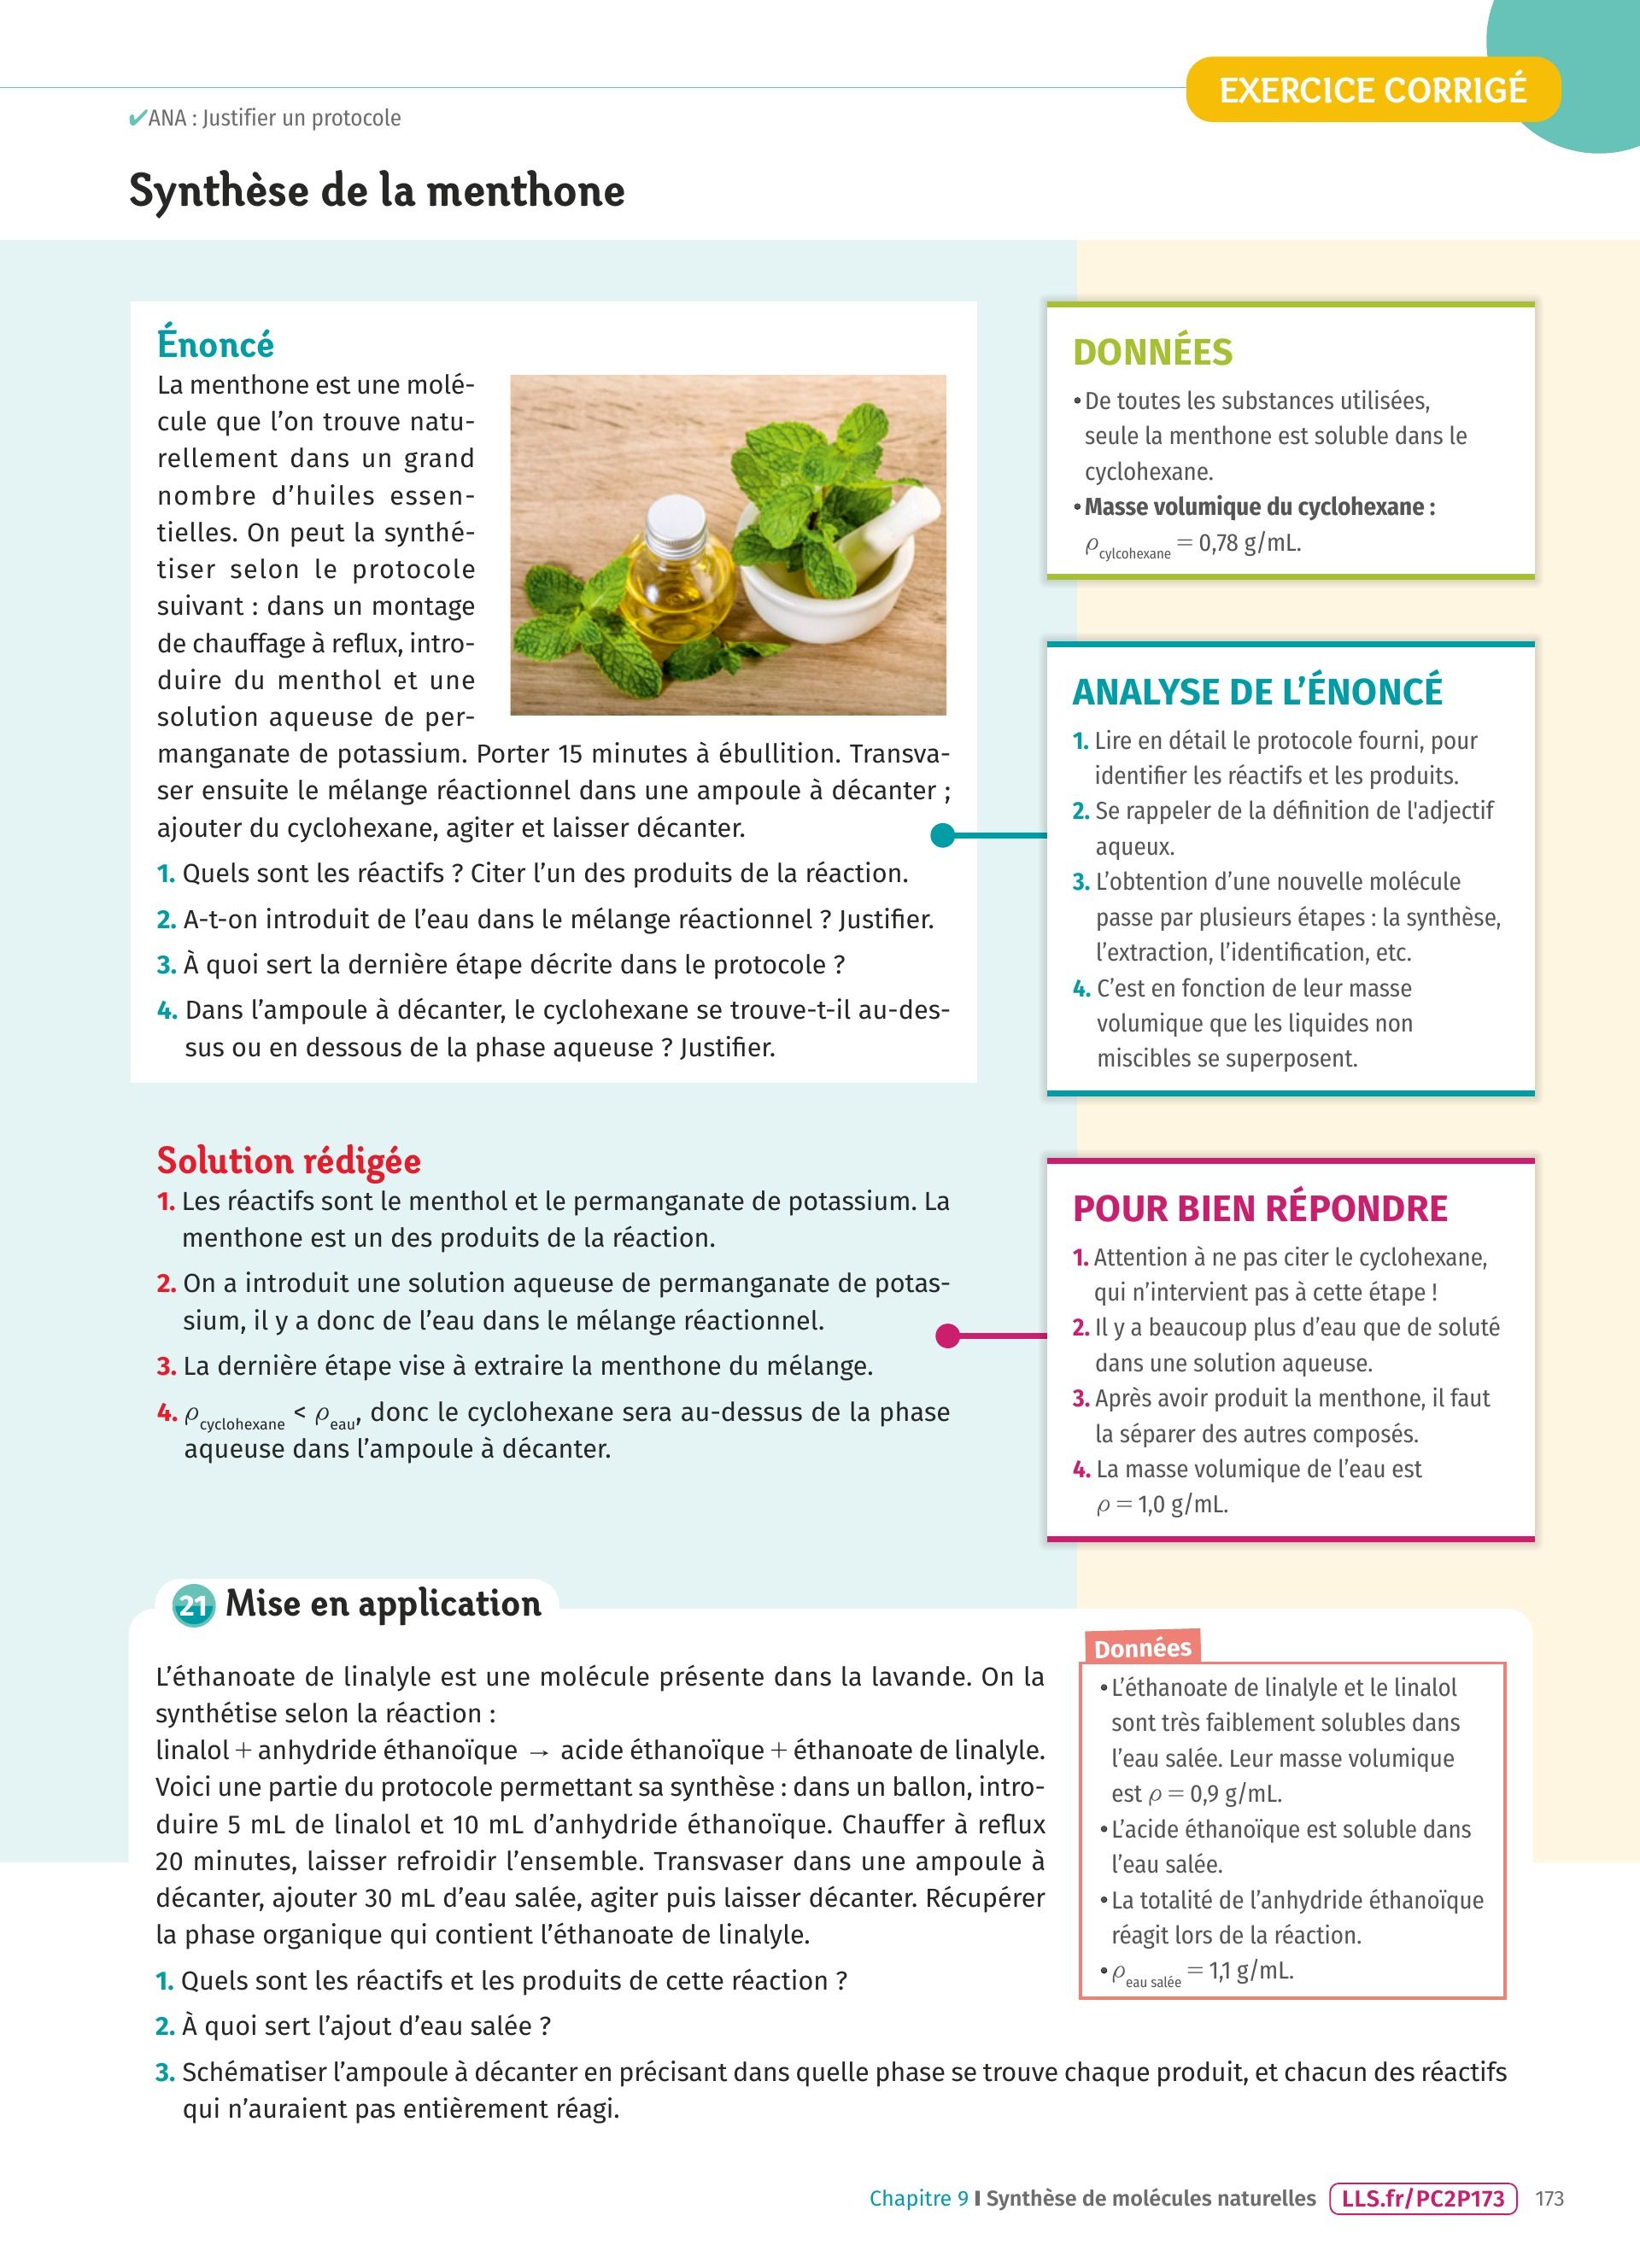 EXERCICE CORRIGÉ
✔ANA : Justifier un protocole
Synthèse de la menthone
Énoncé
La menthone est une molé-
cule que l'on trouve natu-
rellement dans un grand
nombre d'huiles essen-
tielles. On peut la synthé-
tiser selon le protocole
suivant : dans un montage
de chauffage à reflux, intro-
duire du menthol et une
solution aqueuse de per-
manganate de potassium. Porter 15 minutes à ébullition. Transva-
ser ensuite le mélange réactionnel dans une ampoule à décanter ;
ajouter du cyclohexane, agiter et laisser décanter.
1. Quels sont les réactifs ? Citer l'un des produits de la réaction.
2. A-t-on introduit de l'eau dans le mélange réactionnel ? Justifier.
3. À quoi sert la dernière étape décrite dans le protocole ?
4. Dans l'ampoule à décanter, le cyclohexane se trouve-t-il au-des-
sus ou en dessous de la phase aqueuse ? Justifier.
DONNÉES
• De toutes les substances utilisées,
seule la menthone est soluble dans le
cyclohexane.
• Masse volumique du cyclohexane :
ρcylcohexane = 0,78 g/mL.
ANALYSE DE L'ÉNONCÉ
1. Lire en détail le protocole fourni, pour
identifier les réactifs et les produits.
2. Se rappeler de la définition de l'adjectif
aqueux.
3. L'obtention d'une nouvelle molécule
passe par plusieurs étapes : la synthèse,
l'extraction, l'identification, etc.
4. C'est en fonction de leur masse
volumique que les liquides non
miscibles se superposent.
Solution rédigée
1. Les réactifs sont le menthol et le permanganate de potassium. La
menthone est un des produits de la réaction.
2. On a introduit une solution aqueuse de permanganate de potas-
sium, il y a donc de l'eau dans le mélange réactionnel.
3. La dernière étape vise à extraire la menthone du mélange.
4. ρcyclohexane < ρeau, donc le cyclohexane sera au-dessus de la phase
aqueuse dans l'ampoule à décanter.
POUR BIEN RÉPONDRE
1. Attention à ne pas citer le cyclohexane,
qui n'intervient pas à cette étape !
2. Il y a beaucoup plus d'eau que de soluté
dans une solution aqueuse.
3. Après avoir produit la menthone, il faut
la séparer des autres composés.
4. La masse volumique de l'eau est
ρ = 1,0 g/mL.
21 Mise en application
L'éthanoate de linalyle est une molécule présente dans la lavande. On la
synthétise selon la réaction :
linalol + anhydride éthanoïque → acide éthanoïque + éthanoate de linalyle.
Voici une partie du protocole permettant sa synthèse : dans un ballon, intro-
duire 5 mL de linalol et 10 mL d'anhydride éthanoïque. Chauffer à reflux
20 minutes, laisser refroidir l'ensemble. Transvaser dans une ampoule à
décanter, ajouter 30 mL d'eau salée, agiter puis laisser décanter. Récupérer
la phase organique qui contient l'éthanoate de linalyle.
1. Quels sont les réactifs et les produits de cette réaction ?
2. À quoi sert l'ajout d'eau salée ?
3. Schématiser l'ampoule à décanter en précisant dans quelle phase se trouve chaque produit, et chacun des réactifs
qui n'auraient pas entièrement réagi.
Données
• L'éthanoate de linalyle et le linalol
sont très faiblement solubles dans
l'eau salée. Leur masse volumique
est ρ = 0,9 g/mL.
• L'acide éthanoïque est soluble dans
l'eau salée.
• La totalité de l'anhydride éthanoïque
réagit lors de la réaction.
• ρeau salée = 1,1 g/mL.
Chapitre 9 I Synthèse de molécules naturelles LLS.fr/PC2P173 173